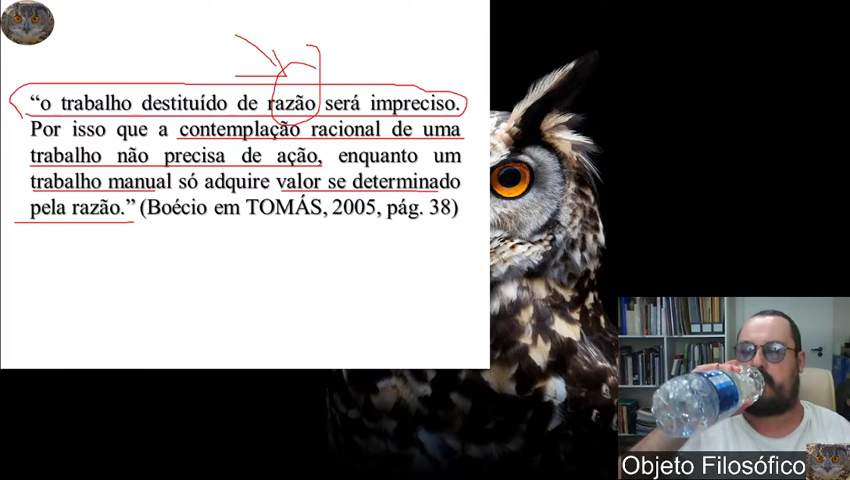 “o trabalho destituído de razão será impreciso.
Por isso que a contemplação racional de uma
trabalho não precisa de ação, enquanto um
trabalho manual só adquire valor se determinado
pela razão.” (Boécio em TOMÁS, 2005, pág. 38)
Objeto Filosófico